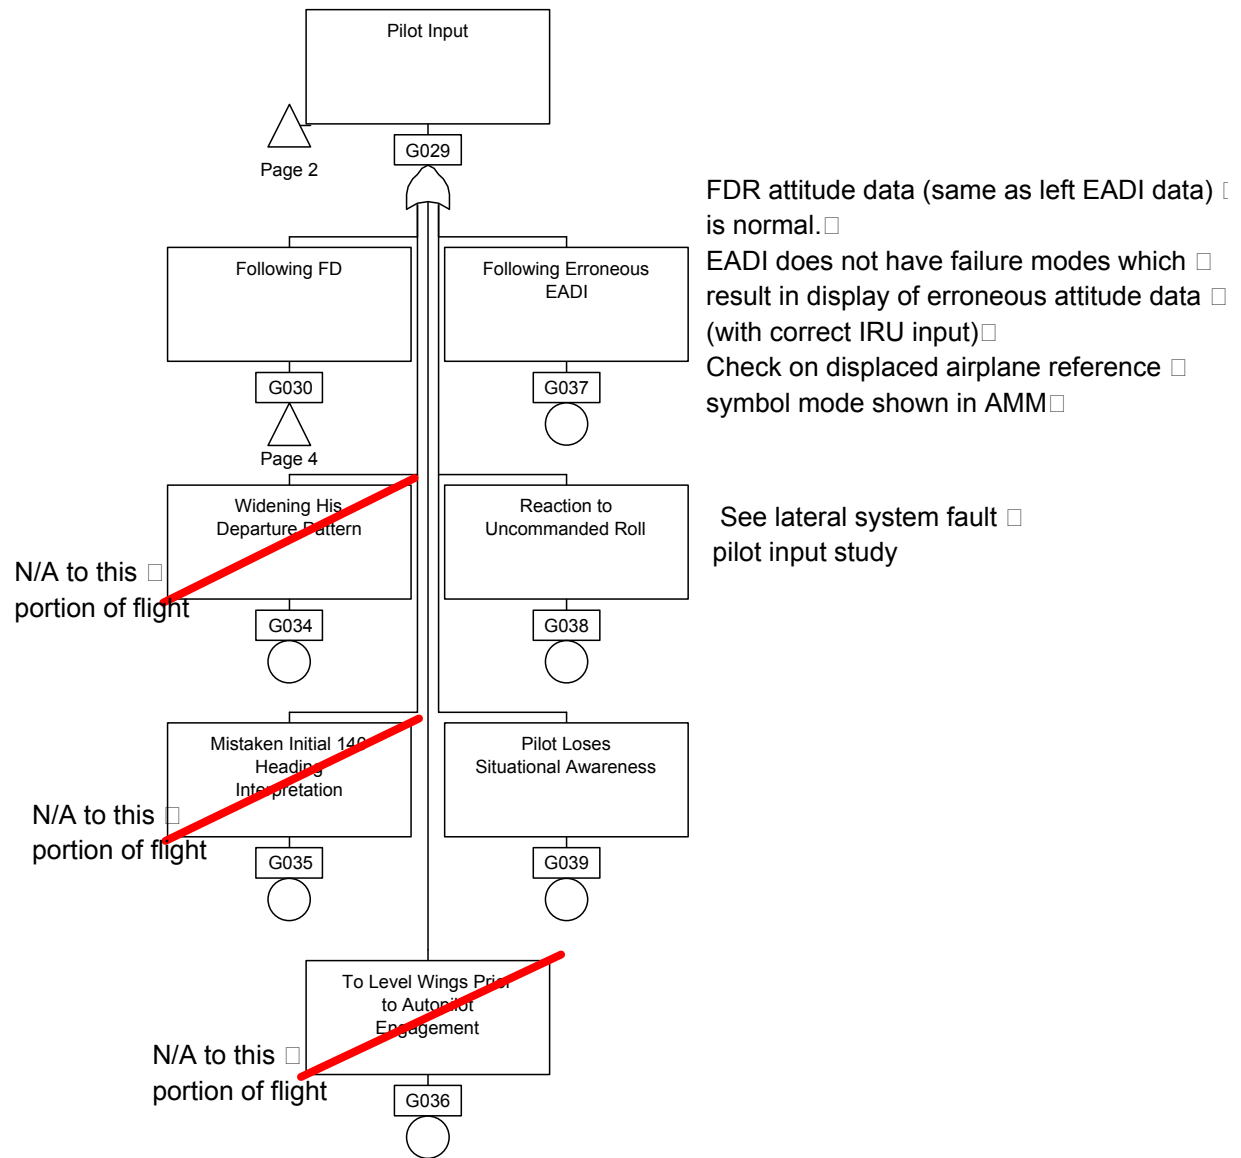 Pilot Input
Page 2
G029
FDR attitude data (same as left EADI data)
is normal.
EADI does not have failure modes which
result in display of erroneous attitude data
(with correct IRU input)
Check on displaced airplane reference
symbol mode shown in AMM
Following FD
G030
Page 4
Following Erroneous
EADI
G037
Widening His
Departure Pattern
N/A to this
portion of flight
G034
Reaction to
Uncommanded Roll
G038
See lateral system fault
pilot input study
Mistaken Initial 140
Heading
Interpretation
N/A to this
portion of flight
G035
Pilot Loses
Situational Awareness
G039
To Level Wings Prior
to Autopilot
Engagement
N/A to this
portion of flight
G036